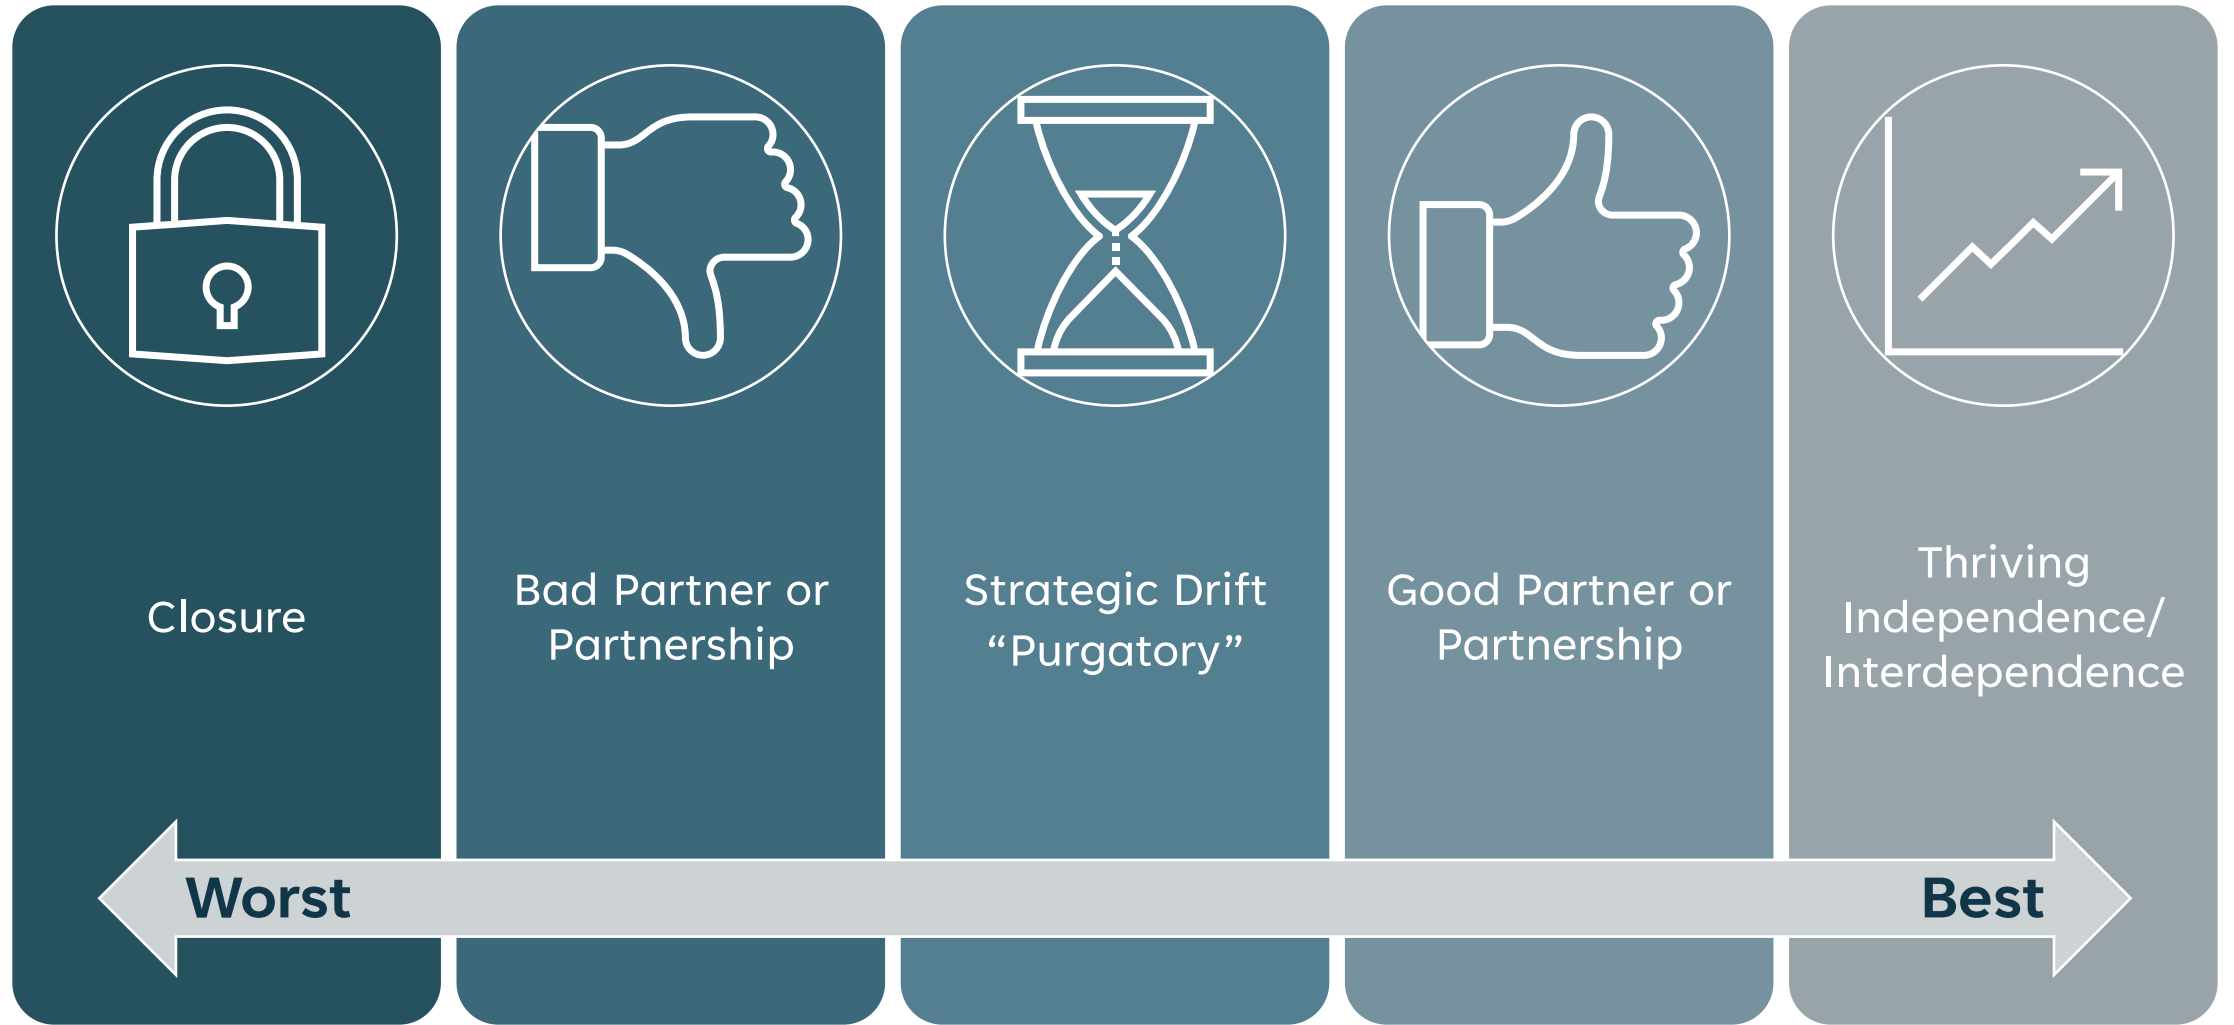 Closure
Bad Partner or
Partnership
Strategic Drift
“Purgatory”
Good Partner or
Partnership
Thriving
Independence/
Interdependence
Worst
Best